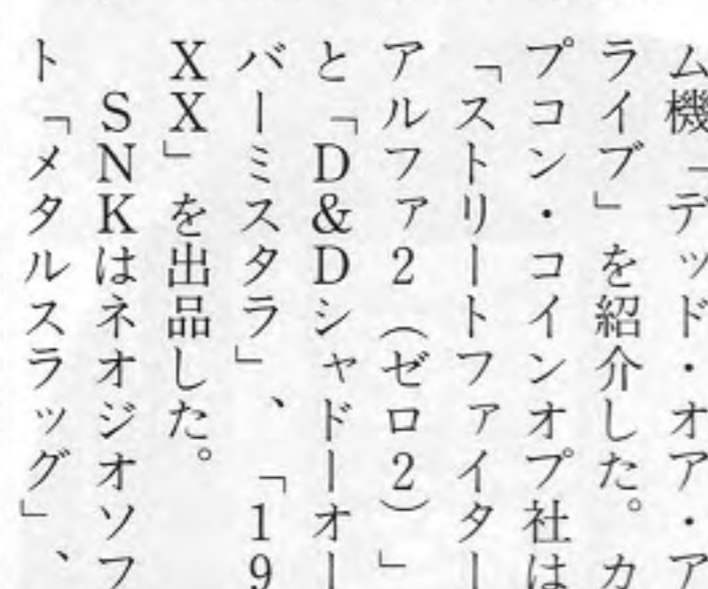 ム機「デッド・オア・ア
ライブ」を紹介した。カ
プコン・コインオプ社は
「ストリートファイター
アルファ2(ゼロ2)」
と「D&Dシャドーオー
バーミスタラ」、「19
XX」を出品した。
SNKはネオジオソフ
ト「メタルスラッグ」、